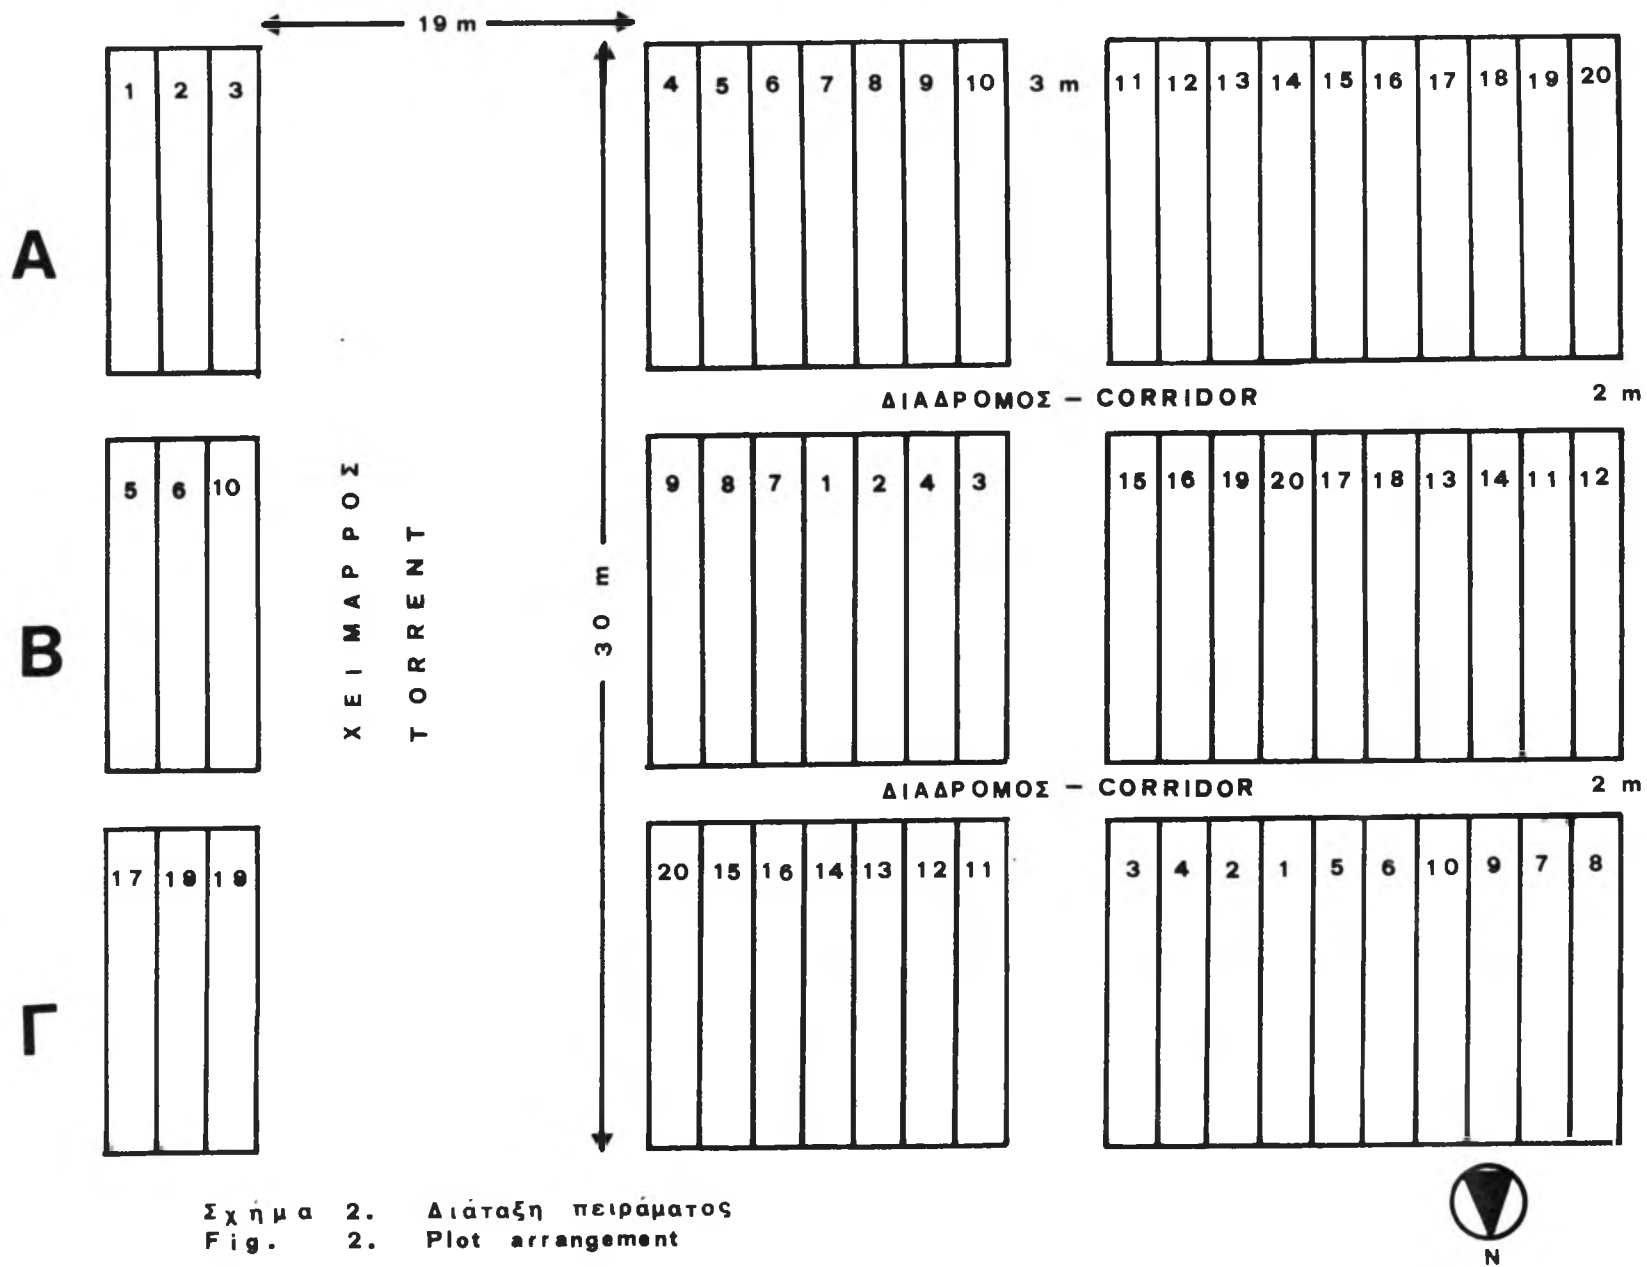 19 m
1 2 3 4 5 6 7 8 9 10 3 m 11 12 13 14 15 16 17 18 19 20
A
ΔΙΑΔΡΟΜΟΣ – CORRIDOR 2 m
5 6 10 9 8 7 1 2 4 3 15 16 19 20 17 18 13 14 11 12
ΧΕΙΜΑΡΡΟΣ
TORRENT
30 m
B
ΔΙΑΔΡΟΜΟΣ – CORRIDOR 2 m
17 19 19 20 15 16 14 13 12 11 3 4 2 1 5 6 10 9 7 8
Γ
Σχήμα 2. Διάταξη πειράματος
Fig. 2. Plot arrangement
N